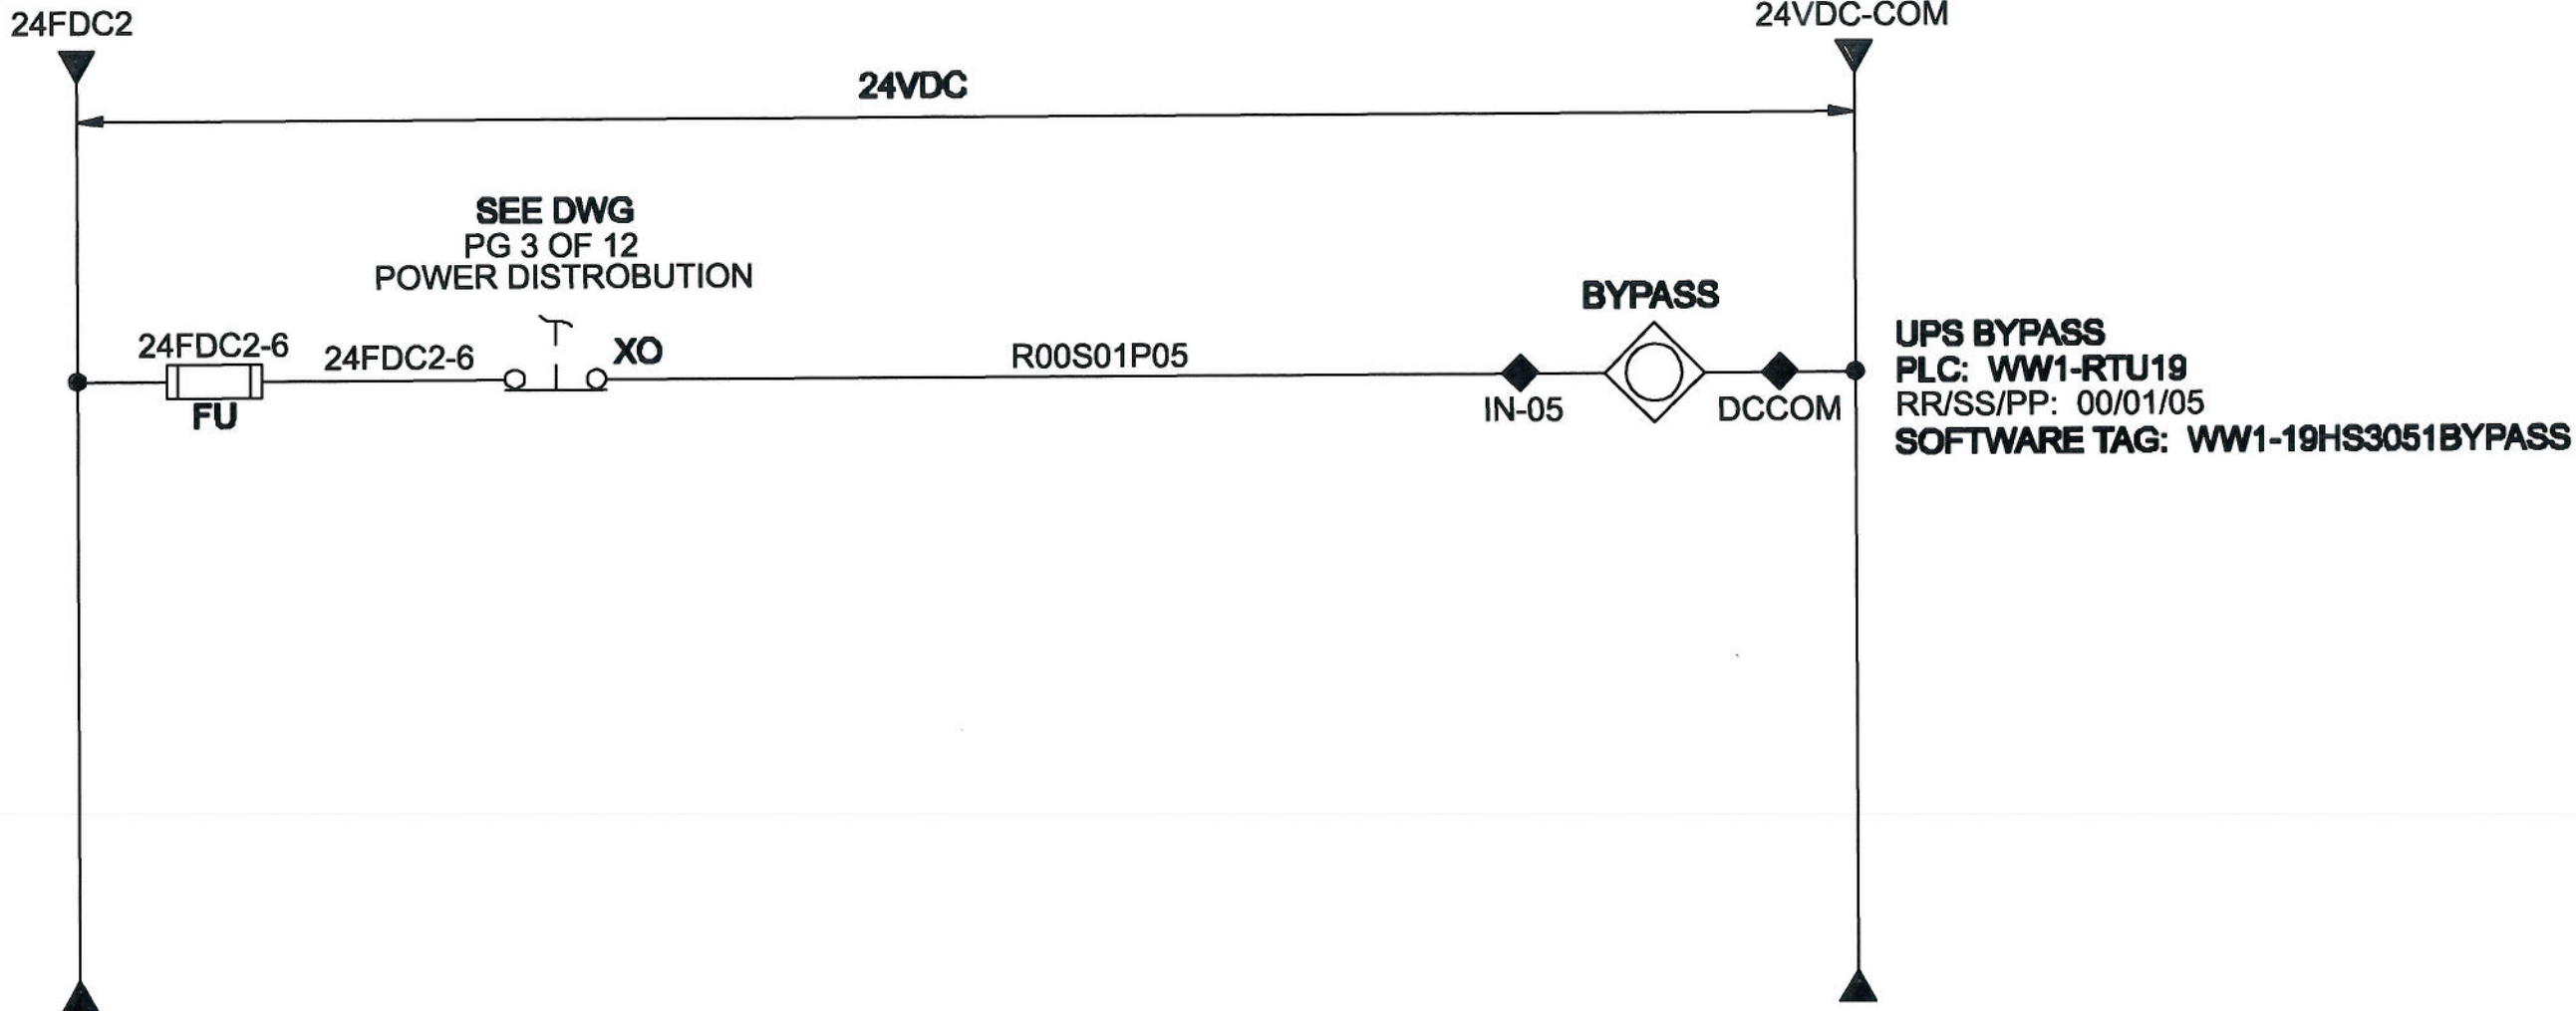 24FDC2
24VDC-COM
24VDC
SEE DWG
PG 3 OF 12
POWER DISTROBUTION
24FDC2-6
FU
24FDC2-6
XO
R00S01P05
IN-05
BYPASS
DCCOM
UPS BYPASS
PLC: WW1-RTU19
RR/SS/PP: 00/01/05
SOFTWARE TAG: WW1-19HS3051BYPASS